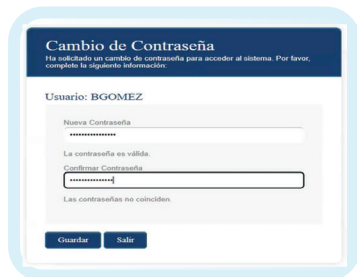 Cambio de Contraseña
Ha solicitado un cambio de contraseña para acceder al sistema. Por favor,
complete la siguiente información:
Usuario: BGOMEZ
Nueva Contraseña
•••••••••••••••
La contraseña es válida.
Confirmar Contraseña
••••••••••••••
Las contraseñas no coinciden.
Guardar Salir